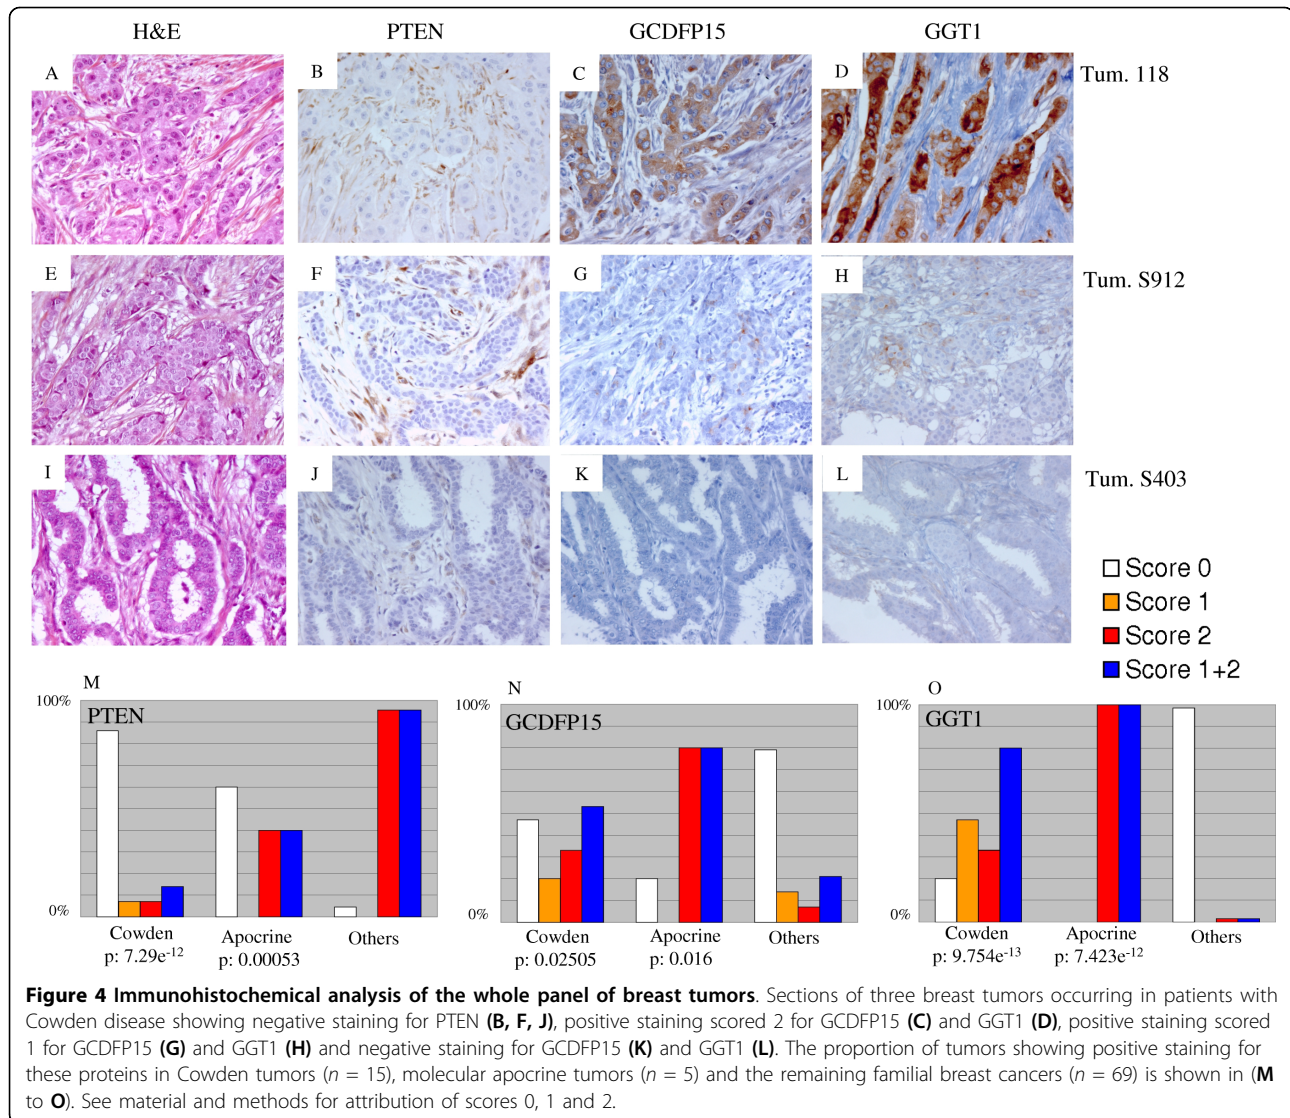 H&E PTEN GCDFP15 GGT1
A B C D Tum. 118
E F G H Tum. S912
I J K L Tum. S403
Score 0
Score 1
Score 2
Score 1+2
M N O
100% 100% 100%
PTEN GCDFP15 GGT1
0% 0% 0%
Cowden Apocrine Others Cowden Apocrine Others Cowden Apocrine Others
p: 7.29e-12 p: 0.00053 p: 0.02505 p: 0.016 p: 9.754e-13 p: 7.423e-12
Figure 4 Immunohistochemical analysis of the whole panel of breast tumors. Sections of three breast tumors occurring in patients with
Cowden disease showing negative staining for PTEN (B, F, J), positive staining scored 2 for GCDFP15 (C) and GGT1 (D), positive staining scored
1 for GCDFP15 (G) and GGT1 (H) and negative staining for GCDFP15 (K) and GGT1 (L). The proportion of tumors showing positive staining for
these proteins in Cowden tumors (n = 15), molecular apocrine tumors (n = 5) and the remaining familial breast cancers (n = 69) is shown in (M
to O). See material and methods for attribution of scores 0, 1 and 2.